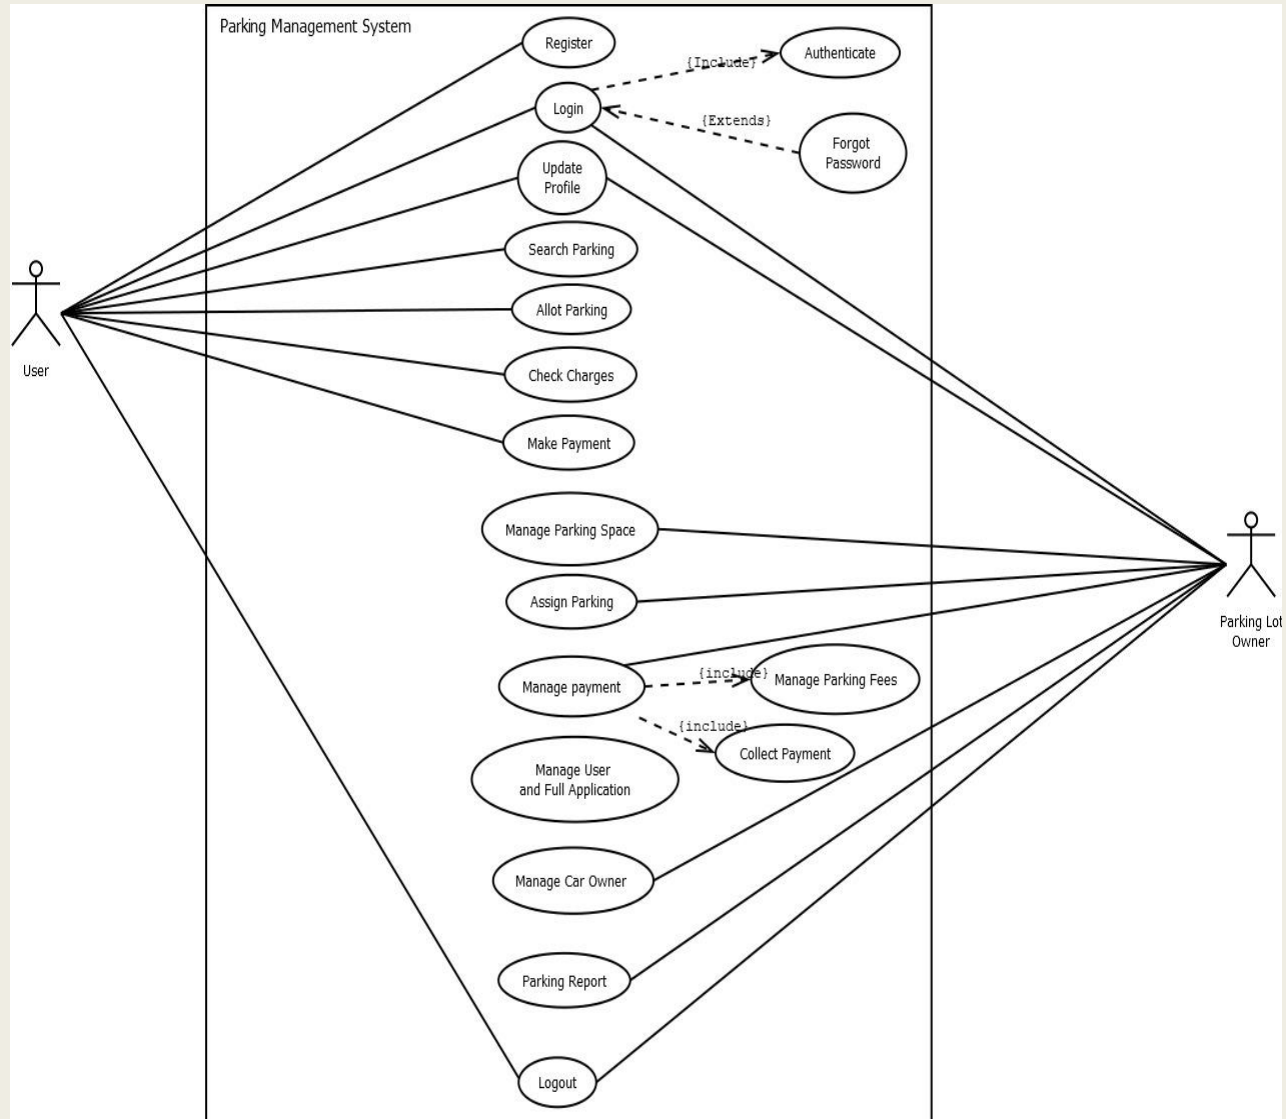 Parking Management System
Register
Authenticate
{Include}
Login
{Extends}
Forgot
Password
Update
Profile
Search Parking
Allot Parking
Check Charges
Make Payment
User
Manage Parking Space
Assign Parking
Parking Lot
Owner
Manage payment
{include}
Manage Parking Fees
{include}
Collect Payment
Manage User
and Full Application
Manage Car Owner
Parking Report
Logout